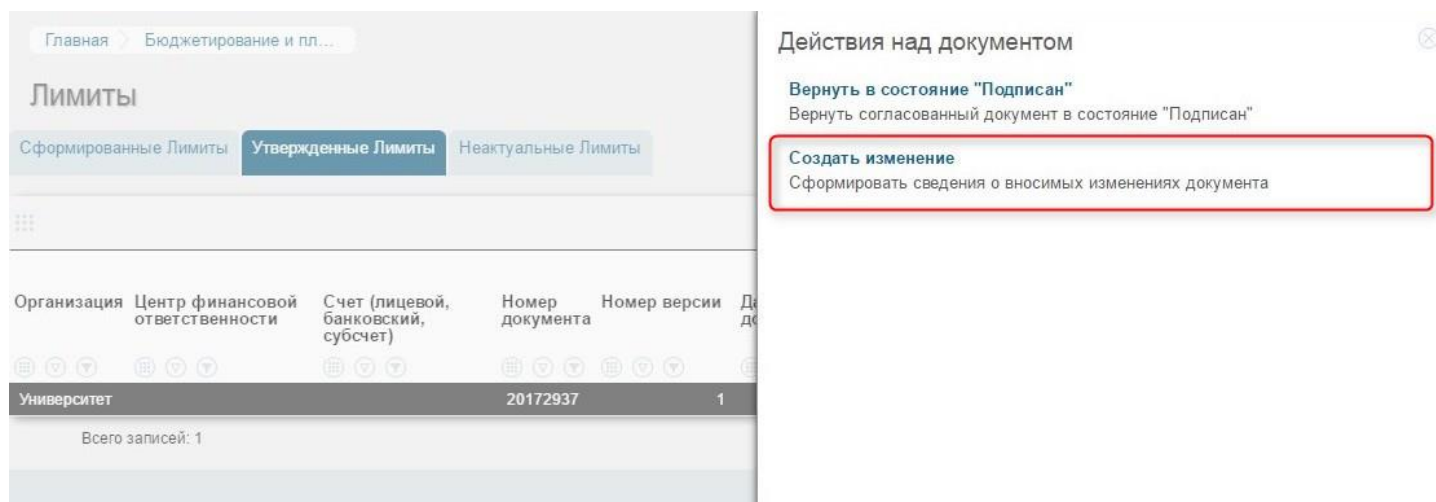 Главная Бюджетирование и пл...
Лимиты
Сформированные Лимиты Утвержденные Лимиты Неактуальные Лимиты
Организация Центр финансовой ответственности Счет (лицевой, банковский, субсчет) Номер документа Номер версии
Университет 20172937 1
Всего записей: 1
Действия над документом
Вернуть в состояние "Подписан"
Вернуть согласованный документ в состояние "Подписан"
Создать изменение
Сформировать сведения о вносимых изменениях документа